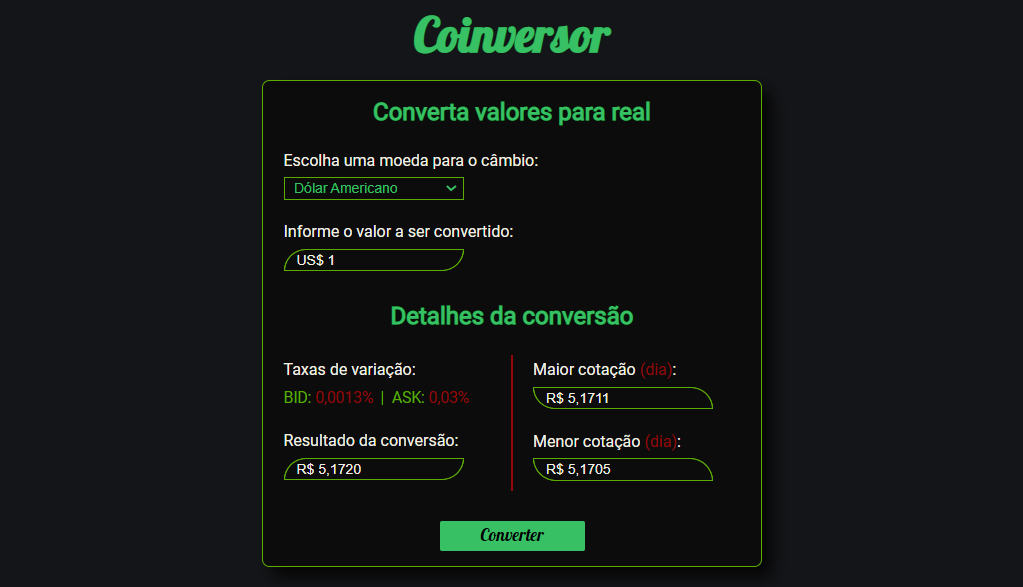 Coinversor
Converta valores para real
Escolha uma moeda para o câmbio:
Dólar Americano
Informe o valor a ser convertido:
US$ 1
Detalhes da conversão
Taxas de variação:
BID: 0,0013% | ASK: 0,03%
Resultado da conversão:
R$ 5,1720
Maior cotação (dia):
R$ 5,1711
Menor cotação (dia):
R$ 5,1705
Converter